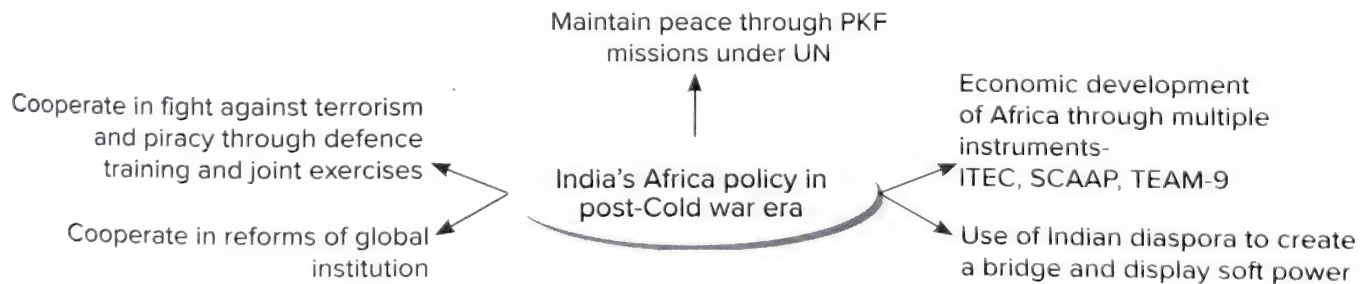 Maintain peace through PKF
missions under UN
Cooperate in fight against terrorism
and piracy through defence
training and joint exercises
Cooperate in reforms of global
institution
India's Africa policy in
post-Cold war era
Economic development
of Africa through multiple
instruments-
ITEC, SCAAP, TEAM-9
Use of Indian diaspora to create
a bridge and display soft power